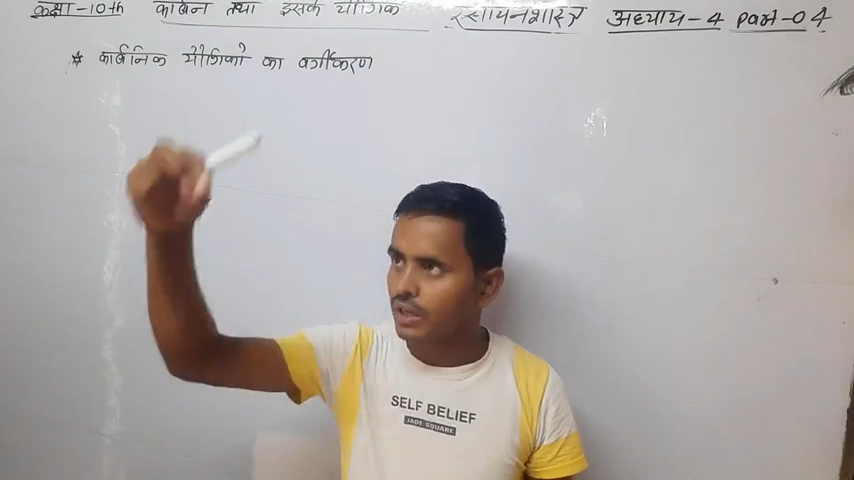 कक्षा-10th कार्बन तथा इसके यौगिक रसायनशास्त्र अध्याय-4 Part-04
* कार्बनिक यौगिकों का वर्गीकरण
SELF BELIEF
JADE SQUARE